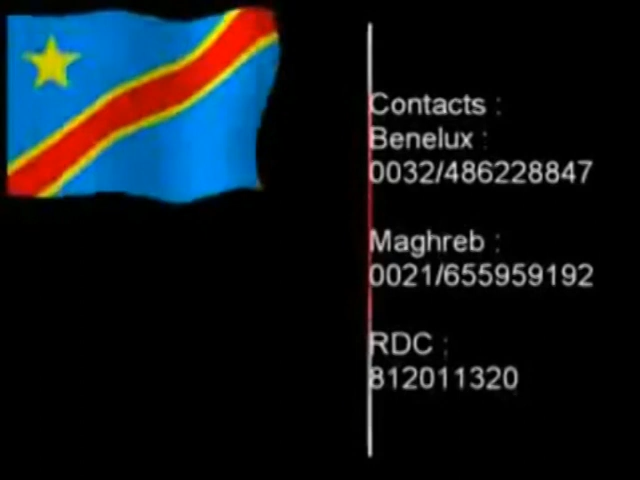 Contacts :
Benelux :
0032/486228847
Maghreb :
0021/655959192
RDC :
812011320